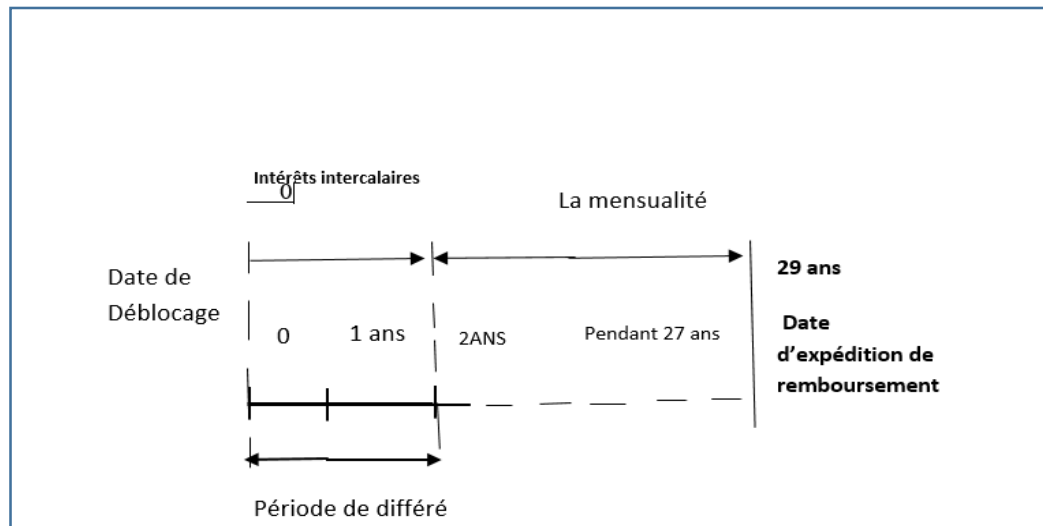 Intérêts intercalaires
0
La mensualité
Date de
Déblocage
29 ans
0
1 ans
2ANS
Pendant 27 ans
Date
d'expédition de
remboursement
Période de différé